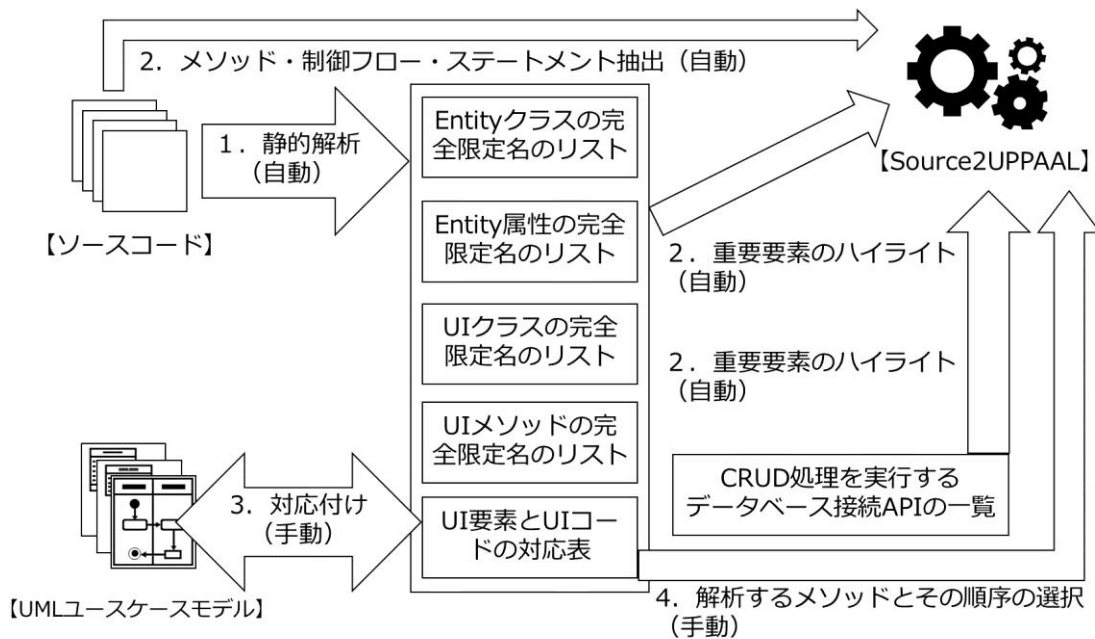 2．メソッド・制御フロー・ステートメント抽出（自動）
1．静的解析
（自動）
【ソースコード】
Entityクラスの完
全限定名のリスト
Entity属性の完全
限定名のリスト
UIクラスの完全
限定名のリスト
UIメソッドの完
全限定名のリスト
UI要素とUIコー
ドの対応表
【Source2UPPAAL】
2．重要要素のハイライト
（自動）
2．重要要素のハイライト
（自動）
CRUD処理を実行する
データベース接続APIの一覧
3．対応付け
（手動）
【UMLユースケースモデル】
4．解析するメソッドとその順序の選択
（手動）